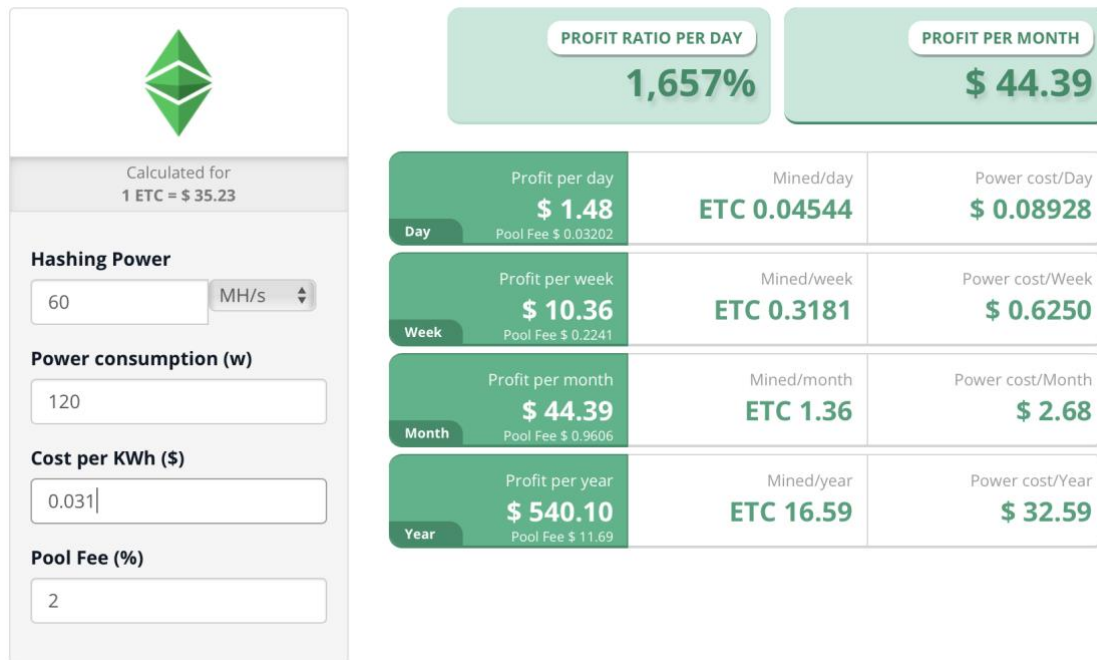 Calculated for
1 ETC = $ 35.23
Hashing Power
60
MH/s
Power consumption (w)
120
Cost per KWh ($)
0.031
Pool Fee (%)
2
PROFIT RATIO PER DAY
1,657%
PROFIT PER MONTH
$ 44.39
Day
Profit per day
$ 1.48
Pool Fee $ 0.03202
Mined/day
ETC 0.04544
Power cost/Day
$ 0.08928
Week
Profit per week
$ 10.36
Pool Fee $ 0.2241
Mined/week
ETC 0.3181
Power cost/Week
$ 0.6250
Month
Profit per month
$ 44.39
Pool Fee $ 0.9606
Mined/month
ETC 1.36
Power cost/Month
$ 2.68
Year
Profit per year
$ 540.10
Pool Fee $ 11.69
Mined/year
ETC 16.59
Power cost/Year
$ 32.59